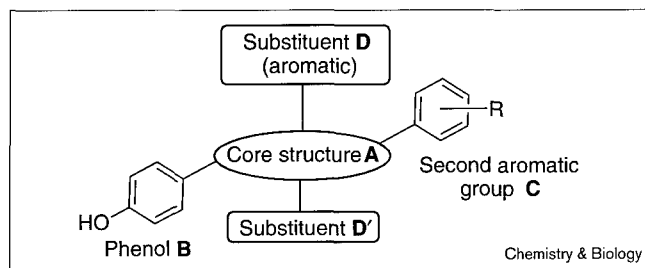 Substituent D
(aromatic)
R
Core structure A
Second aromatic
group C
HO
Phenol B
Substituent D′
Chemistry & Biology